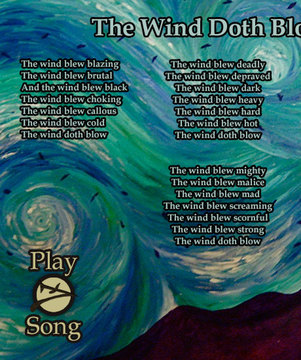 The Wind Doth Blo
The wind blew blazing
The wind blew brutal
And the wind blew black
The wind blew choking
The wind blew callous
The wind blew cold
The wind doth blow
The wind blew deadly
The wind blew depraved
The wind blew dark
The wind blew heavy
The wind blew hard
The wind blew hot
The wind doth blow
The wind blew mighty
The wind blew malice
The wind blew mad
The wind blew screaming
The wind blew scornful
The wind blew strong
The wind doth blow
Play
Song